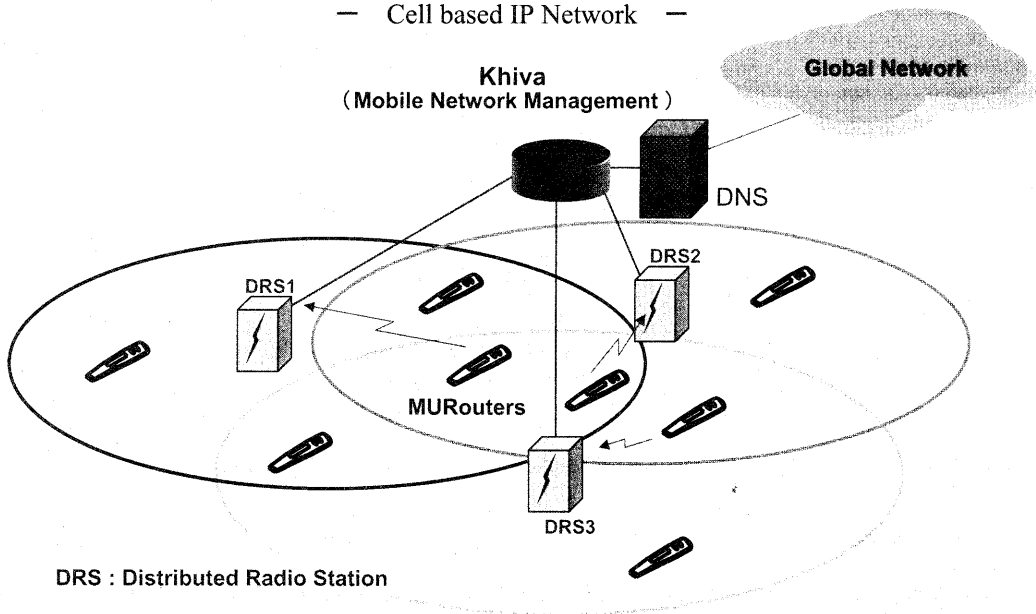 — Cell based IP Network —
Global Network
Khiva
(Mobile Network Management)
DNS
DRS2
DRS1
MURouters
DRS3
DRS : Distributed Radio Station